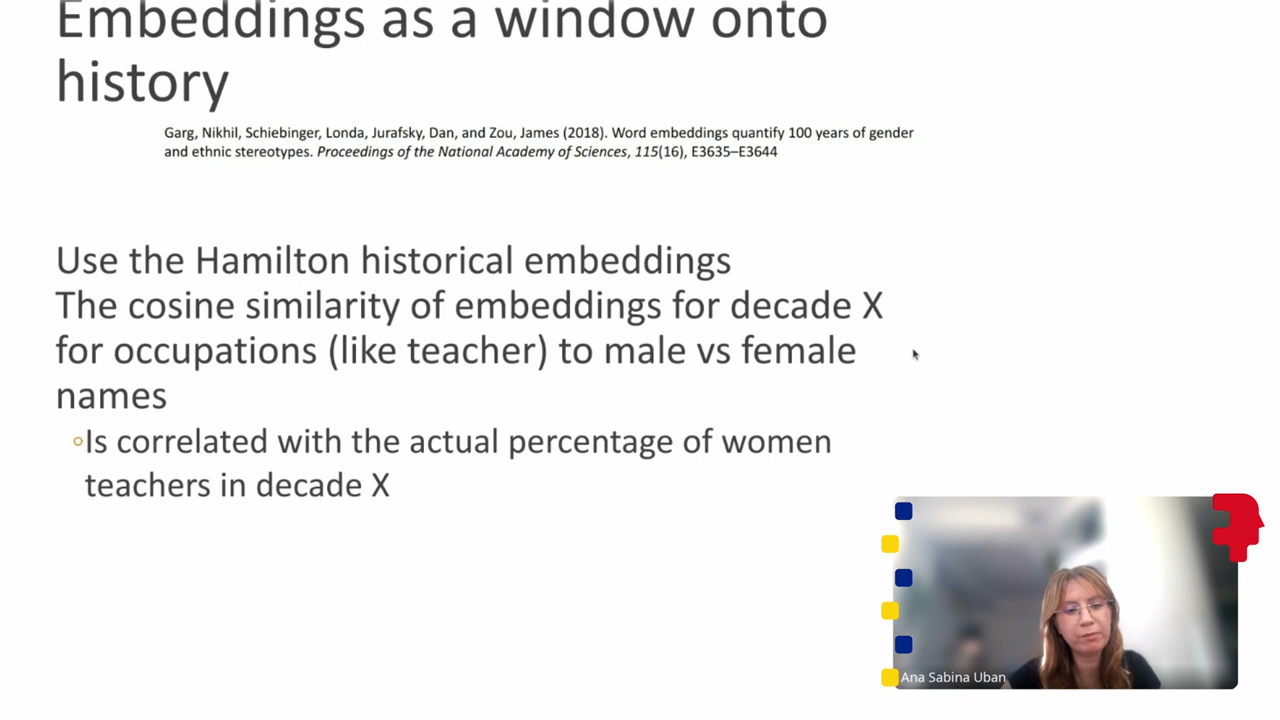 Embeddings as a window onto
history
Garg, Nikhil, Schiebinger, Londa, Jurafsky, Dan, and Zou, James (2018). Word embeddings quantify 100 years of gender
and ethnic stereotypes. Proceedings of the National Academy of Sciences, 115(16), E3635–E3644
Use the Hamilton historical embeddings
The cosine similarity of embeddings for decade X
for occupations (like teacher) to male vs female
names
◦Is correlated with the actual percentage of women
teachers in decade X
Ana Sabina Uban